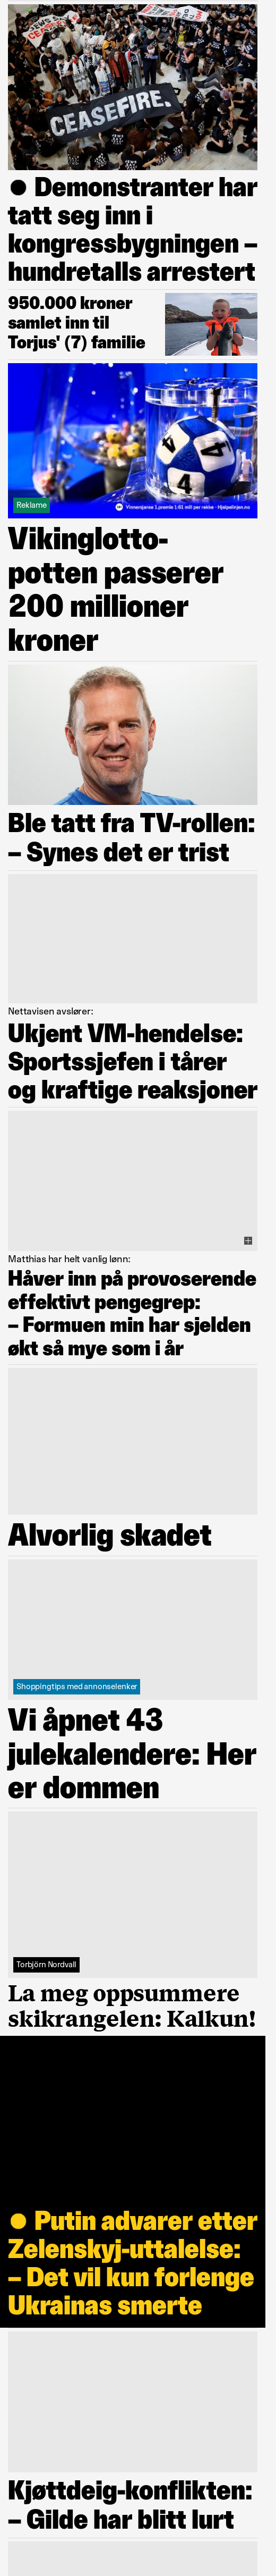 CEASEFIRE.
● Demonstranter har
tatt seg inn i
kongressbygningen –
hundretalls arrestert
950.000 kroner
samlet inn til
Torjus' (7) familie
4
4
Reklame
Vinnersjanse 1.premie 1:61 mill per rekke - Hjelpelinjen.no
Vikinglotto-
potten passerer
200 millioner
kroner
Ble tatt fra TV-rollen:
– Synes det er trist
Nettavisen avslører:
Ukjent VM-hendelse:
Sportssjefen i tårer
og kraftige reaksjoner
Matthias har helt vanlig lønn:
Håver inn på provoserende
effektivt pengegrep:
– Formuen min har sjelden
økt så mye som i år
Alvorlig skadet
Shoppingtips med annonselenker
Vi åpnet 43
julekalendere: Her
er dommen
Torbjörn Nordvall
La meg oppsummere
skikrangelen: Kalkun!
● Putin advarer etter
Zelenskyj-uttalelse:
– Det vil kun forlenge
Ukrainas smerte
Kjøttdeig-konflikten:
– Gilde har blitt lurt